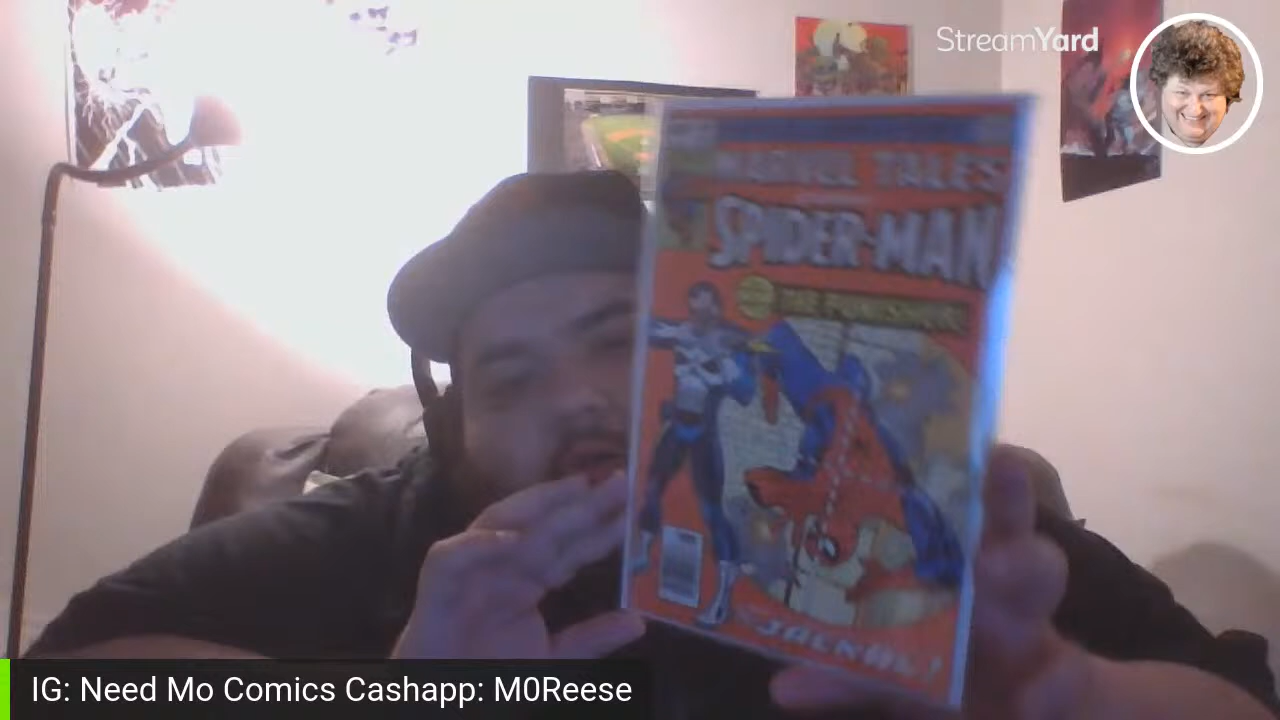 StreamYard
MARVEL TALES
SPIDER-MAN
THE PUNISHER
JACKAL!
IG: Need Mo Comics Cashapp: M0Reese